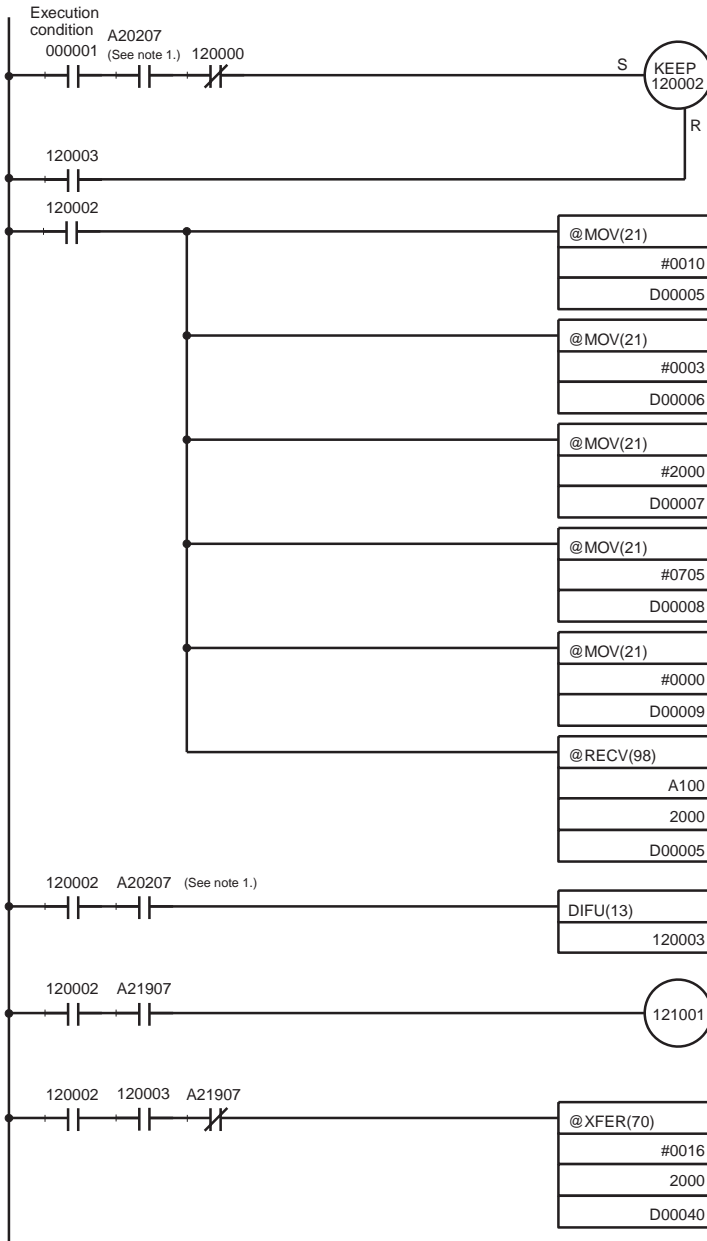 Execution
condition
000001
A20207
(See note 1.)
120000
S
KEEP
120002
R
120003
120002
@MOV(21)
#0010
D00005
@MOV(21)
#0003
D00006
@MOV(21)
#2000
D00007
@MOV(21)
#0705
D00008
@MOV(21)
#0000
D00009
@RECV(98)
A100
2000
D00005
120002 A20207 (See note 1.)
DIFU(13)
120003
120002 A21907
121001
120002 120003 A21907
@XFER(70)
#0016
2000
D00040